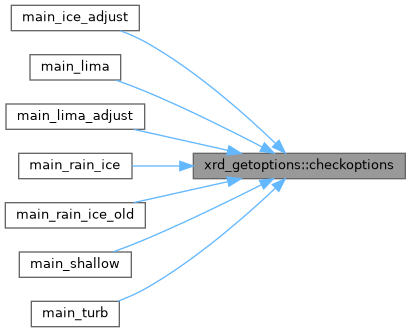 main_ice_adjust
main_lima
main_lima_adjust
main_rain_ice
xrd_getoptions::checkoptions
main_rain_ice_old
main_shallow
main_turb